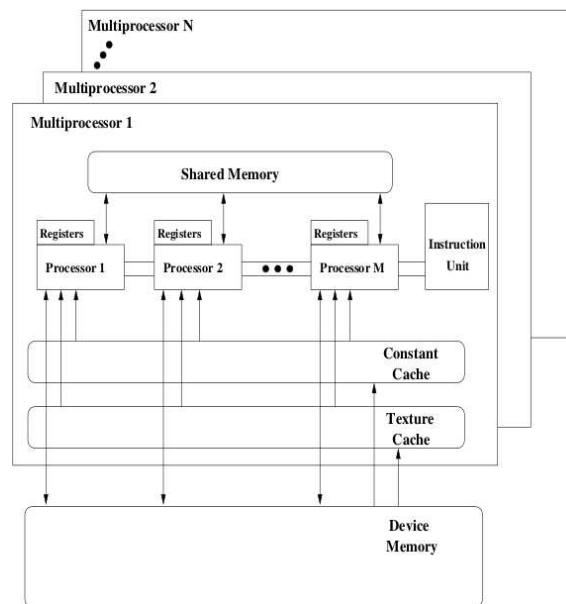 Multiprocessor N
Multiprocessor 2
Multiprocessor 1
Shared Memory
Registers
Registers
Registers
Processor 1
Processor 2
Processor M
Instruction
Unit
Constant
Cache
Texture
Cache
Device
Memory